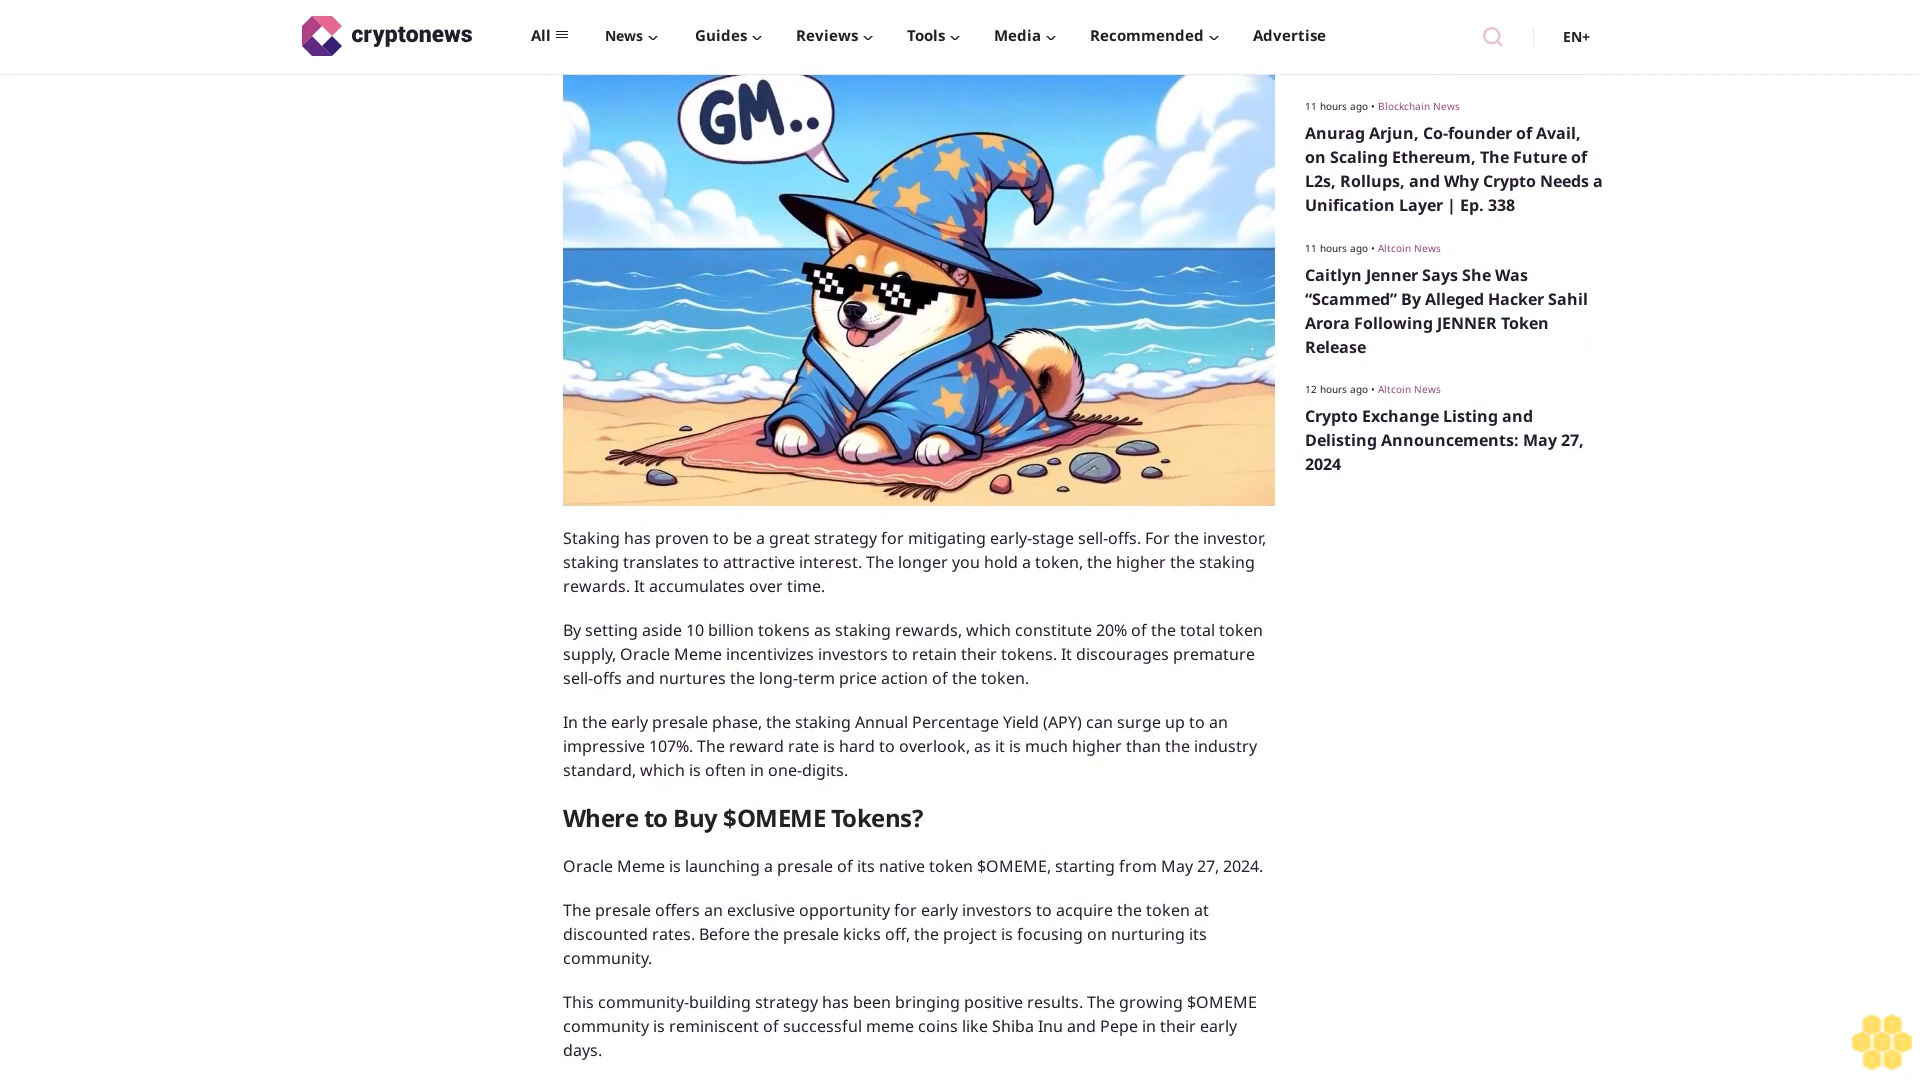 cryptonews
All
News
Guides
Reviews
Tools
Media
Recommended
Advertise
EN+
GM..
Staking has proven to be a great strategy for mitigating early-stage sell-offs. For the investor,
staking translates to attractive interest. The longer you hold a token, the higher the staking
rewards. It accumulates over time.
By setting aside 10 billion tokens as staking rewards, which constitute 20% of the total token
supply, Oracle Meme incentivizes investors to retain their tokens. It discourages premature
sell-offs and nurtures the long-term price action of the token.
In the early presale phase, the staking Annual Percentage Yield (APY) can surge up to an
impressive 107%. The reward rate is hard to overlook, as it is much higher than the industry
standard, which is often in one-digits.
Where to Buy $OMEME Tokens?
Oracle Meme is launching a presale of its native token $OMEME, starting from May 27, 2024.
The presale offers an exclusive opportunity for early investors to acquire the token at
discounted rates. Before the presale kicks off, the project is focusing on nurturing its
community.
This community-building strategy has been bringing positive results. The growing $OMEME
community is reminiscent of successful meme coins like Shiba Inu and Pepe in their early
days.
11 hours ago • Blockchain News
Anurag Arjun, Co-founder of Avail,
on Scaling Ethereum, The Future of
L2s, Rollups, and Why Crypto Needs a
Unification Layer | Ep. 338
11 hours ago • Altcoin News
Caitlyn Jenner Says She Was
“Scammed” By Alleged Hacker Sahil
Arora Following JENNER Token
Release
12 hours ago • Altcoin News
Crypto Exchange Listing and
Delisting Announcements: May 27,
2024